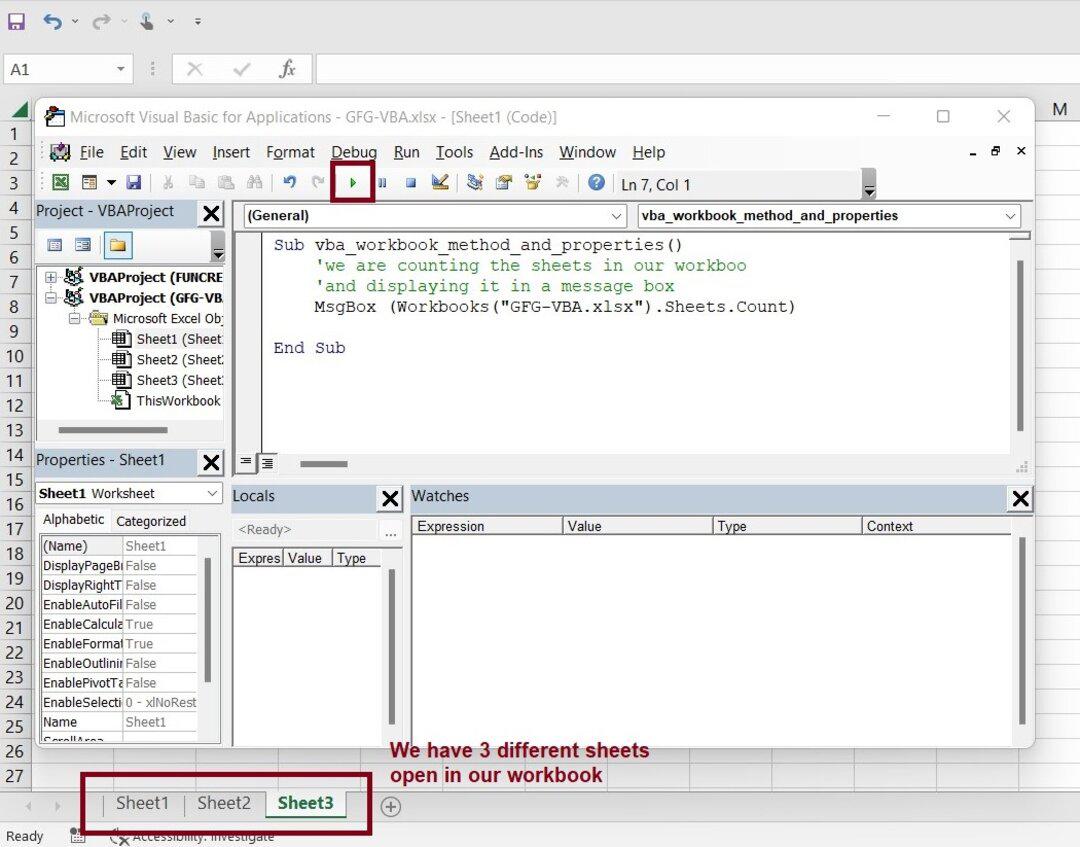 A1
fx
M
Microsoft Visual Basic for Applications - GFG-VBA.xlsx - [Sheet1 (Code)]
File Edit View Insert Format Debug Run Tools Add-Ins Window Help
Ln 7, Col 1
Project - VBAProject
(General)
vba_workbook_method_and_properties
VBAProject (FUNCRE
VBAProject (GFG-VB
Microsoft Excel Obj
Sheet1 (Sheet
Sheet2 (Sheet
Sheet3 (Sheet
ThisWorkbook
Sub vba_workbook_method_and_properties()
'we are counting the sheets in our workboo
'and displaying it in a message box
MsgBox (Workbooks("GFG-VBA.xlsx").Sheets.Count)
End Sub
Properties - Sheet1
Sheet1 Worksheet
Alphabetic Categorized
(Name) Sheet1
DisplayPageBr False
DisplayRightT False
EnableAutoFil False
EnableCalcula True
EnableFormat True
EnableOutlinin False
EnablePivotTa False
EnableSelecti 0 - xlNoRest
Name Sheet1
ScrollArea
Locals
<Ready>
...
Expres Value Type
Watches
Expression Value Type Context
1
2
3
4
5
6
7
8
9
10
11
12
13
14
15
16
17
18
19
20
21
22
23
24
25
26
27
We have 3 different sheets
open in our workbook
Sheet1 Sheet2 Sheet3
Ready
Accessibility: Investigate